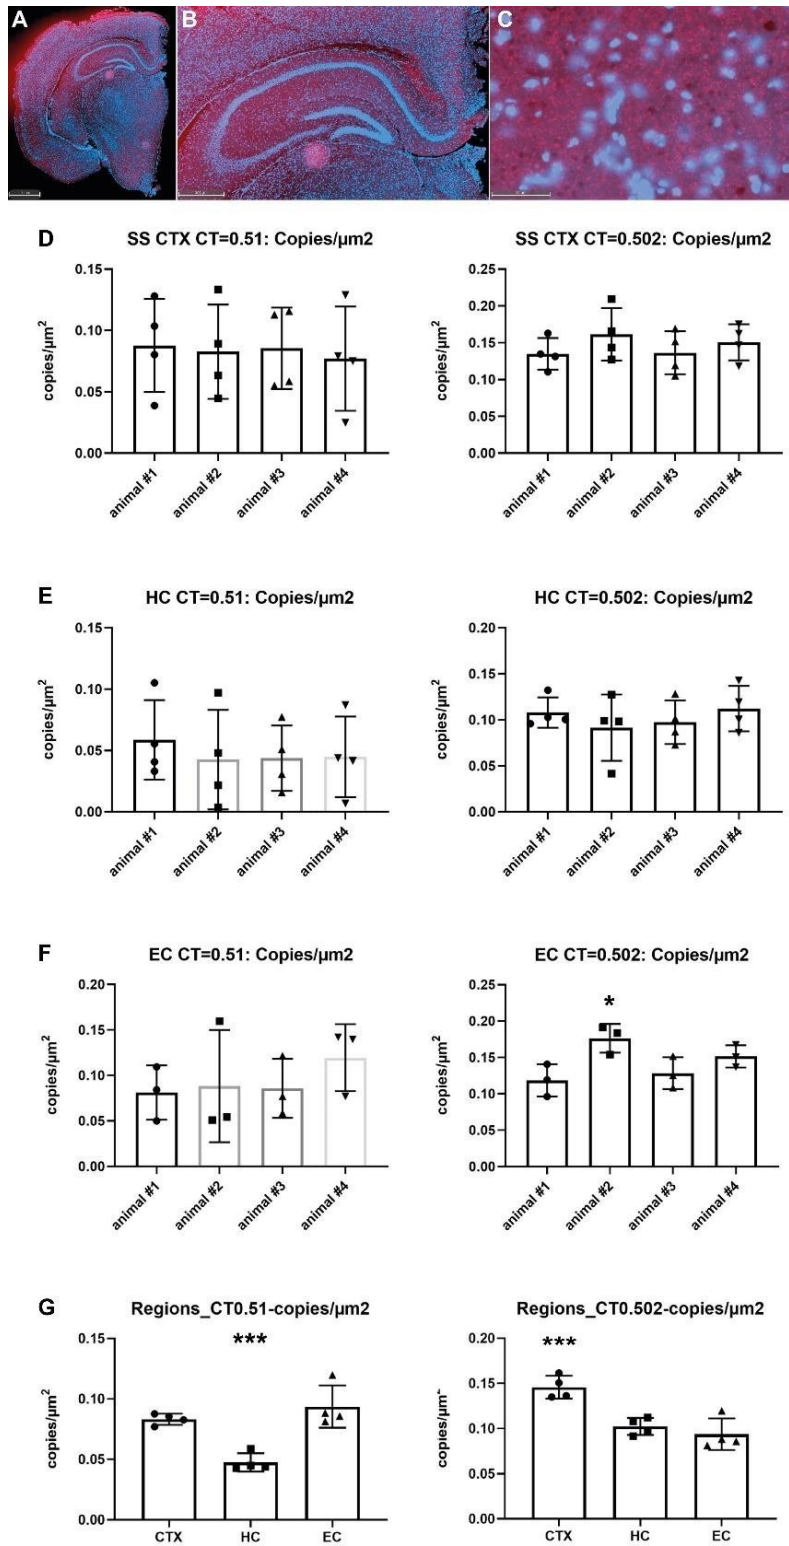 A B C
D SS CTX CT=0.51: Copies/µm2 SS CTX CT=0.502: Copies/µm2
copies/µm² copies/µm²
0.15 0.25
0.10 0.20
0.05 0.15
0.00 0.10
0.05
0.00
animal #1 animal #2 animal #3 animal #4 animal #1 animal #2 animal #3 animal #4
E HC CT=0.51: Copies/µm2 HC CT=0.502: Copies/µm2
copies/µm² copies/µm²
0.15 0.20
0.10 0.15
0.05 0.10
0.00 0.05
0.00
animal #1 animal #2 animal #3 animal #4 animal #1 animal #2 animal #3 animal #4
F EC CT=0.51: Copies/µm2 EC CT=0.502: Copies/µm2
copies/µm² copies/µm²
0.20 0.25
0.15 0.20
0.10 0.15
0.05 0.10
0.00 0.05
0.00
*
animal #1 animal #2 animal #3 animal #4 animal #1 animal #2 animal #3 animal #4
G Regions_CT0.51-copies/µm2 Regions_CT0.502-copies/µm2
copies/µm² copies/µm
0.15 0.20
0.10 0.15
0.05 0.10
0.00 0.05
0.00
*** ***
CTX HC EC CTX HC EC